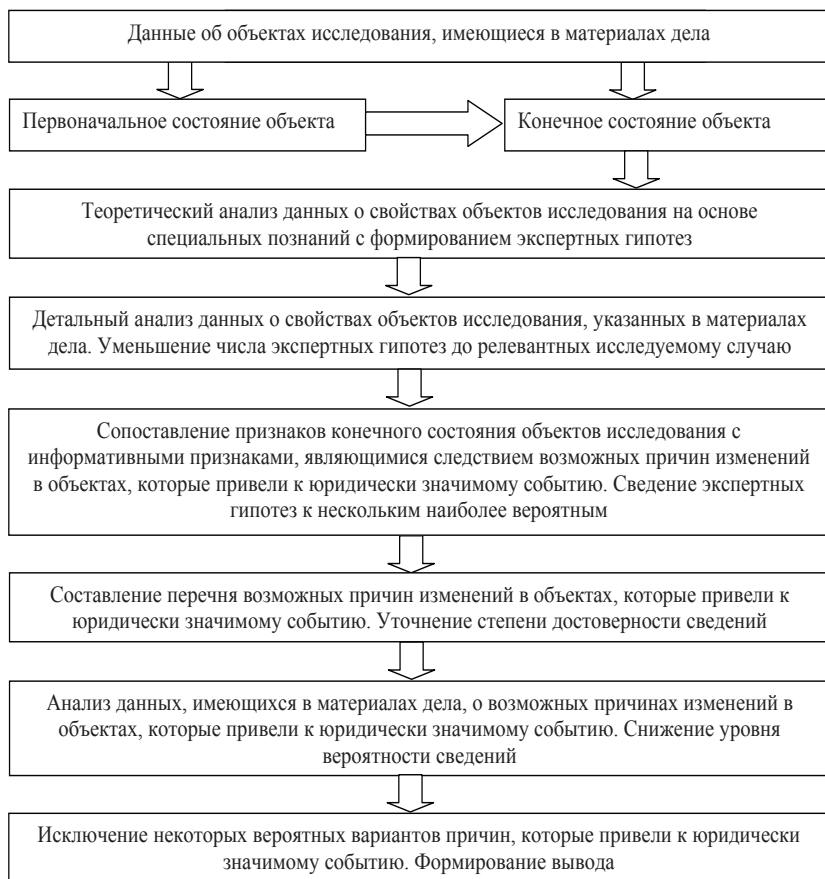 Данные об объектах исследования, имеющиеся в материалах дела
Первоначальное состояние объекта
Конечное состояние объекта
Теоретический анализ данных о свойствах объектов исследования на основе
специальных познаний с формированием экспертных гипотез
Детальный анализ данных о свойствах объектов исследования, указанных в материалах
дела. Уменьшение числа экспертных гипотез до релевантных исследуемому случаю
Сопоставление признаков конечного состояния объектов исследования с
информативными признаками, являющимися следствием возможных причин изменений
в объектах, которые привели к юридически значимому событию. Сведение экспертных
гипотез к нескольким наиболее вероятным
Составление перечня возможных причин изменений в объектах, которые привели к
юридически значимому событию. Уточнение степени достоверности сведений
Анализ данных, имеющихся в материалах дела, о возможных причинах изменений в
объектах, которые привели к юридически значимому событию. Снижение уровня
вероятности сведений
Исключение некоторых вероятных вариантов причин, которые привели к юридически
значимому событию. Формирование вывода